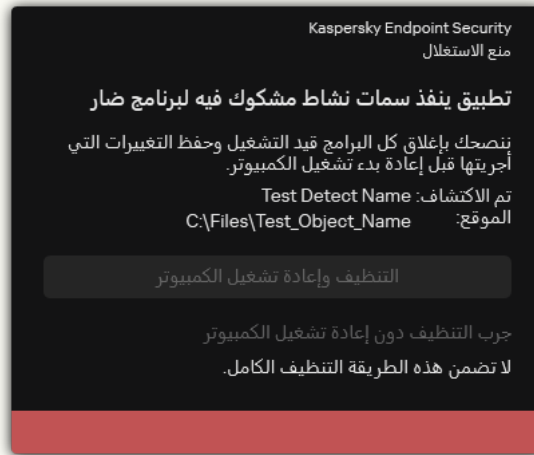 Kaspersky Endpoint Security
منع الاستغلال
تطبيق ينفذ سمات نشاط مشكوك فيه لبرنامج ضار
ننصحك بإغلاق كل البرامج قيد التشغيل وحفظ التغييرات التي
أجريتها قبل إعادة بدء تشغيل الكمبيوتر.
تم الاكتشاف: Test Detect Name
الموقع: C:\Files\Test_Object_Name
التنظيف وإعادة تشغيل الكمبيوتر
جرب التنظيف دون إعادة تشغيل الكمبيوتر
لا تضمن هذه الطريقة التنظيف الكامل.